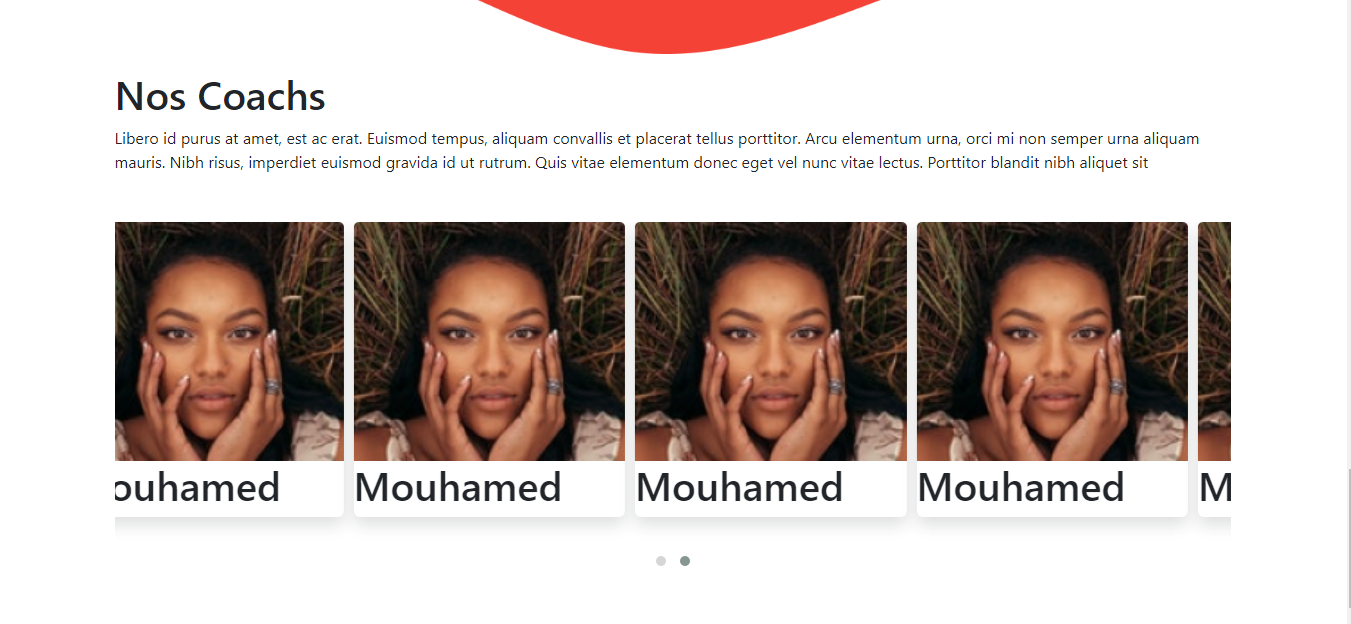 Nos Coachs
Libero id purus at amet, est ac erat. Euismod tempus, aliquam convallis et placerat tellus porttitor. Arcu elementum urna, orci mi non semper urna aliquam
mauris. Nibh risus, imperdiet euismod gravida id ut rutrum. Quis vitae elementum donec eget vel nunc vitae lectus. Porttitor blandit nibh aliquet sit
ouhamed Mouhamed Mouhamed Mouhamed M